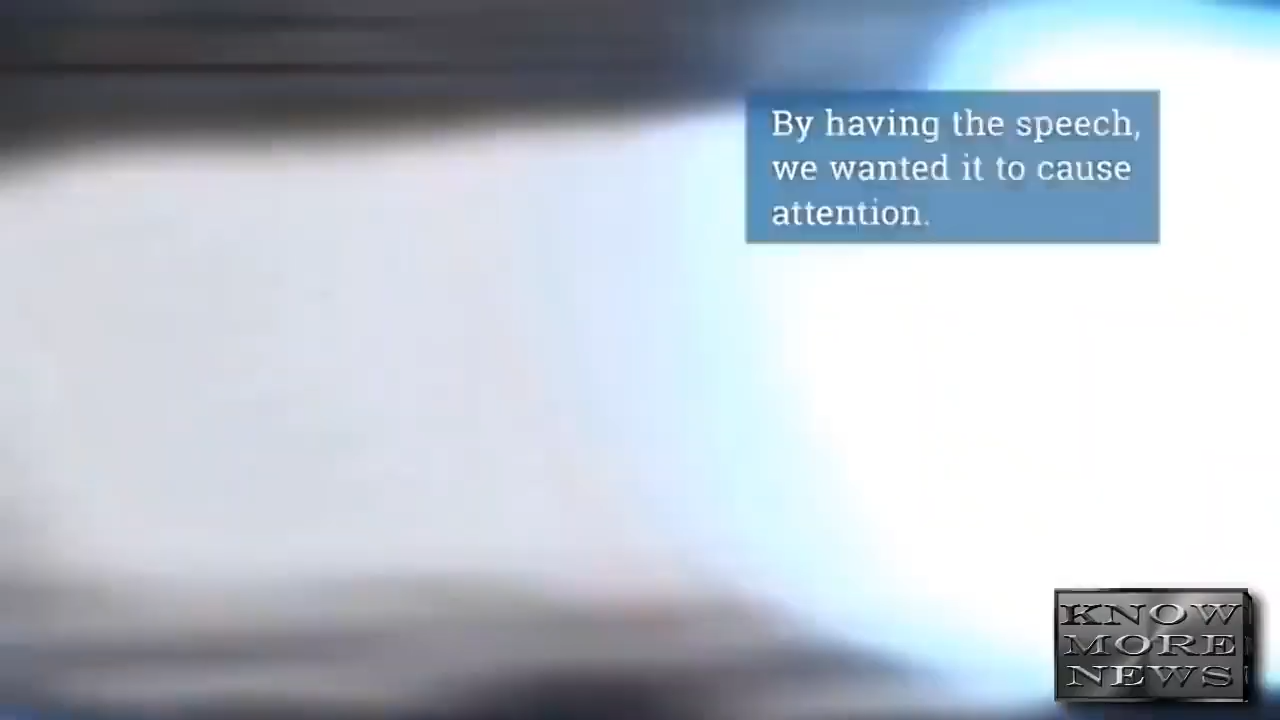 By having the speech,
we wanted it to cause
attention.
KNOW
MORE
NEWS